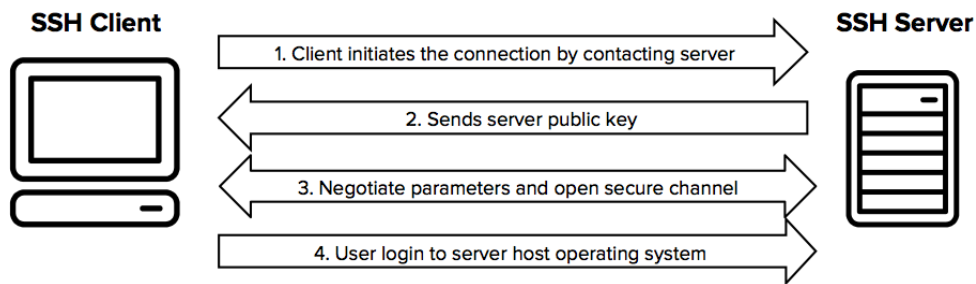 SSH Client
SSH Server
1. Client initiates the connection by contacting server
2. Sends server public key
3. Negotiate parameters and open secure channel
4. User login to server host operating system